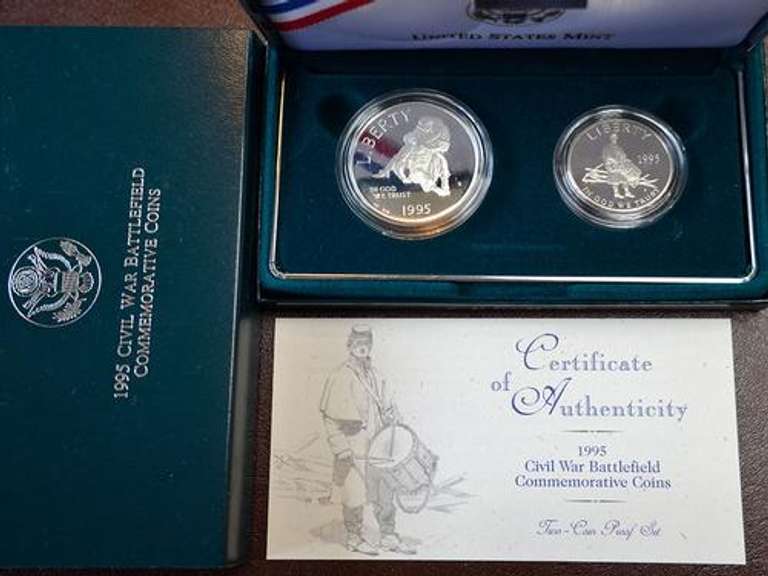 1995 CIVIL WAR BATTLEFIELD
COMMEMORATIVE COINS
UNITED STATES MINT
LIBERTY
IN GOD
WE TRUST
1995
LIBERTY
1995
IN GOD WE TRUST
Certificate
of Authenticity
1995
Civil War Battlefield
Commemorative Coins
Two-Coin Proof Set